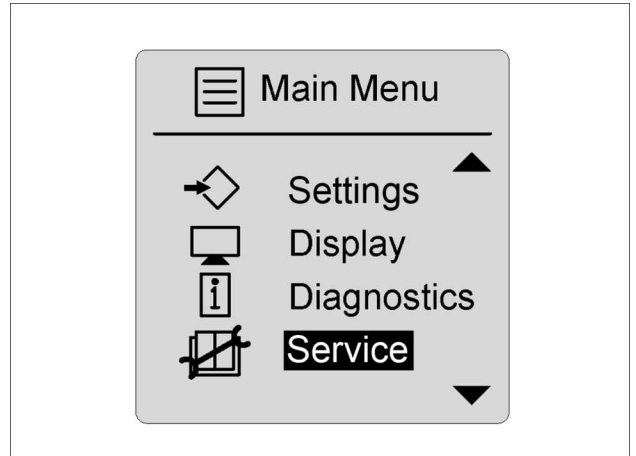 Main Menu
Settings
Display
Diagnostics
Service